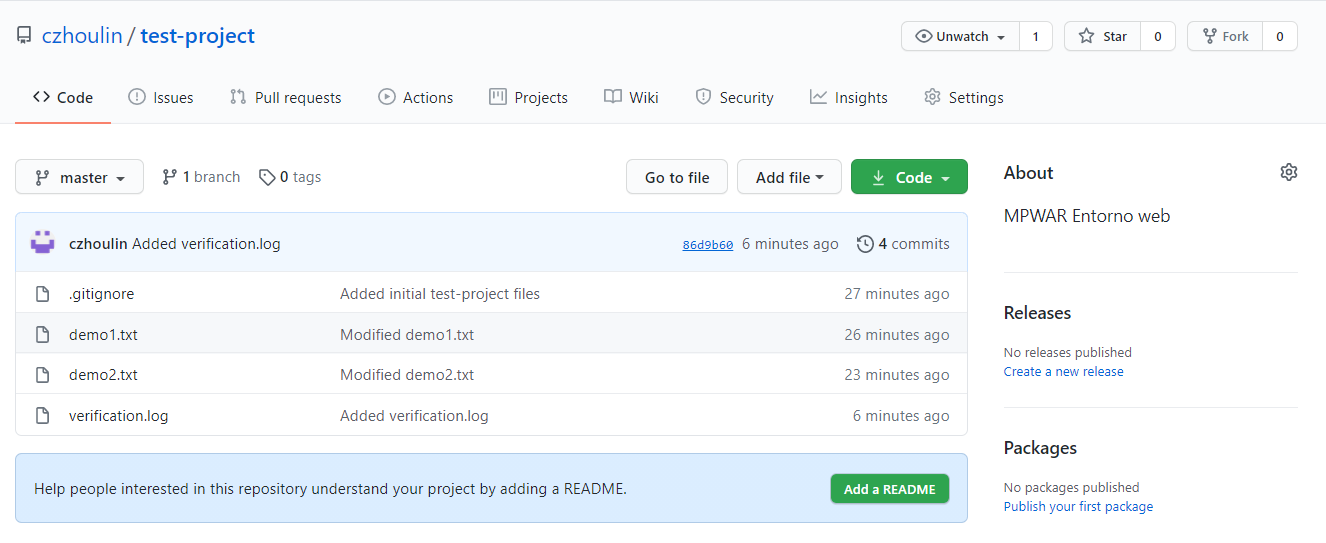 czhoulin / test-project
Unwatch 1 Star 0 Fork 0
Code Issues Pull requests Actions Projects Wiki Security Insights Settings
master 1 branch 0 tags Go to file Add file Code
czhoulin Added verification.log 86d9b60 6 minutes ago 4 commits
.gitignore Added initial test-project files 27 minutes ago
demo1.txt Modified demo1.txt 26 minutes ago
demo2.txt Modified demo2.txt 23 minutes ago
verification.log Added verification.log 6 minutes ago
Help people interested in this repository understand your project by adding a README. Add a README
About
MPWAR Entorno web
Releases
No releases published
Create a new release
Packages
No packages published
Publish your first package